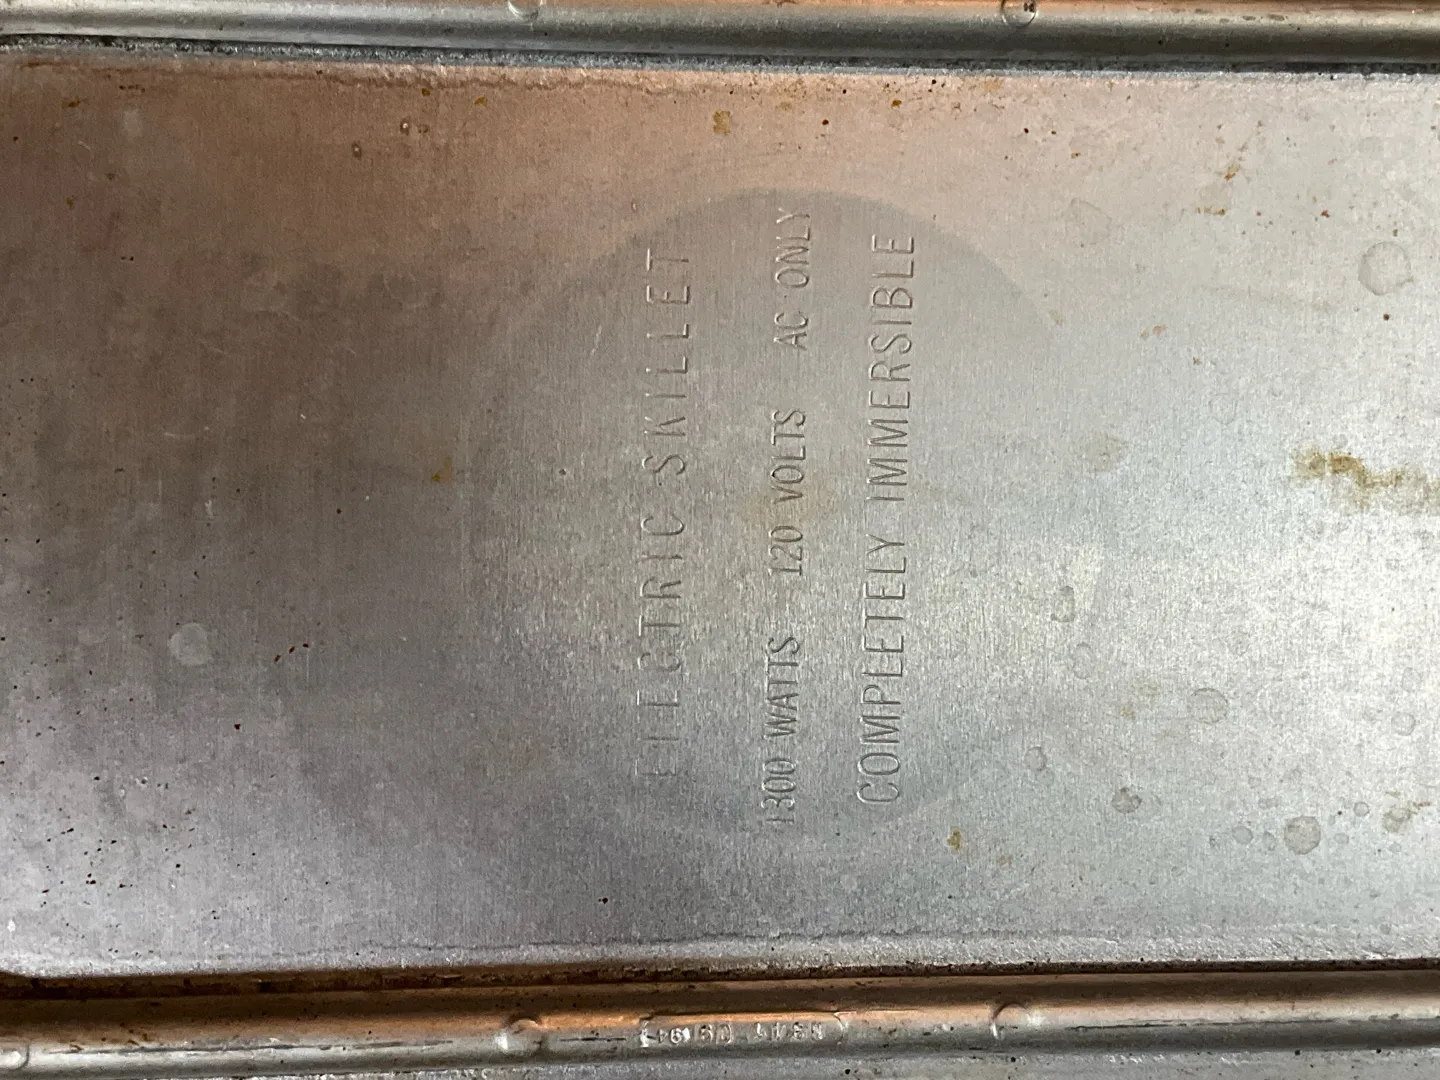 ELECTRIC SKILLET
1300 WATTS 120 VOLTS AC ONLY
COMPLETELY IMMERSIBLE